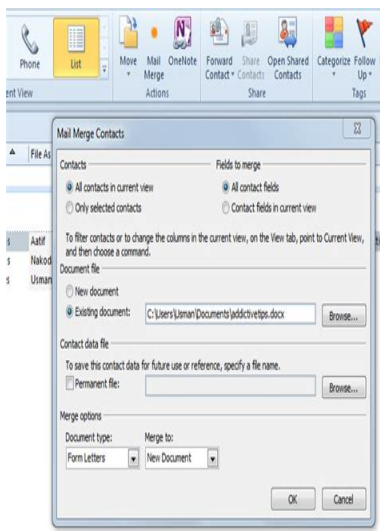 Phone List Move Mail Merge OneNote Forward Contact Share Contacts Open Shared Contacts Categorize Follow Up
ent View Actions Share Tags
Mail Merge Contacts
File As
Contacts Fields to merge
All contacts in current view All contact fields
Only selected contacts Contact fields in current view
To filter contacts or to change the columns in the current view, on the View tab, point to Current View,
and then choose a command.
s Aatif
s Nakod
s Usman
Document file
New document
Existing document: C:\Users\Usman\Documents\addictivetips.docx Browse...
Contact data file
To save this contact data for future use or reference, specify a file name.
Permanent file: Browse...
Merge options
Document type: Merge to:
Form Letters New Document
OK Cancel